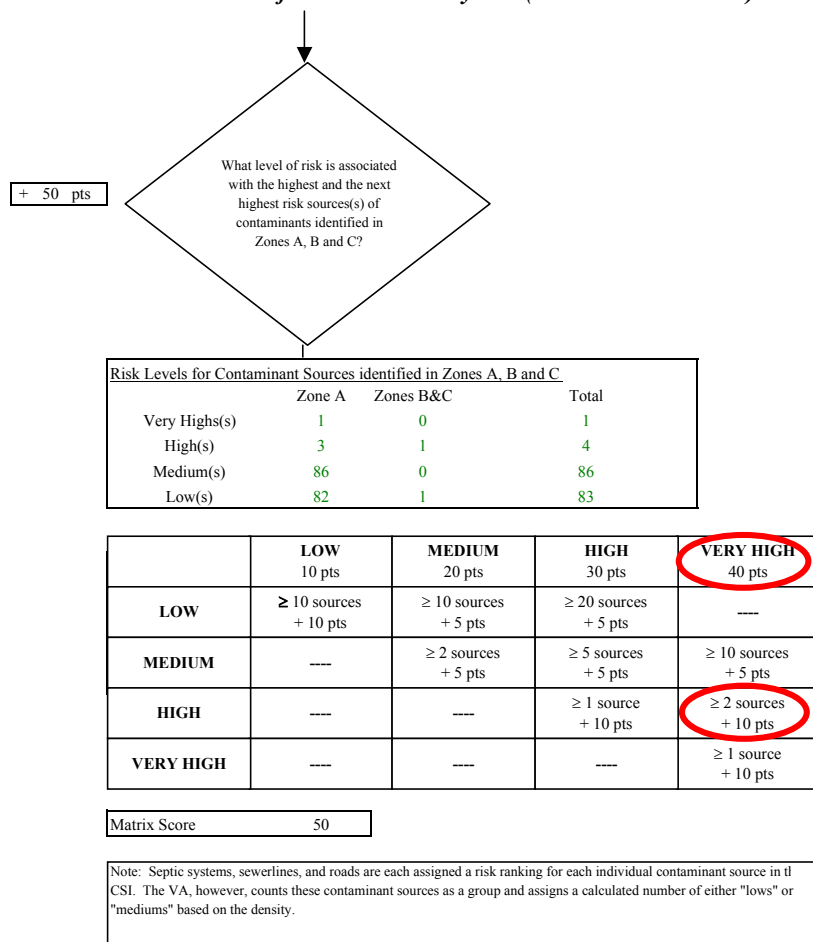 What level of risk is associated
with the highest and the next
highest risk sources(s) of
contaminants identified in
Zones A, B and C?
+ 50 pts
Risk Levels for Contaminant Sources identified in Zones A, B and C
Zone A Zones B&C Total
Very Highs(s) 1 0 1
High(s) 3 1 4
Medium(s) 86 0 86
Low(s) 82 1 83
LOW MEDIUM HIGH VERY HIGH
10 pts 20 pts 30 pts 40 pts
LOW ≥ 10 sources + 10 pts ≥ 10 sources + 5 pts ≥ 20 sources + 5 pts ----
MEDIUM ---- ≥ 2 sources + 5 pts ≥ 5 sources + 5 pts ≥ 10 sources + 5 pts
HIGH ---- ---- ≥ 1 source + 10 pts ≥ 2 sources + 10 pts
VERY HIGH ---- ---- ---- ≥ 1 source + 10 pts
Matrix Score 50
Note: Septic systems, sewerlines, and roads are each assigned a risk ranking for each individual contaminant source in
CSI. The VA, however, counts these contaminant sources as a group and assigns a calculated number of either "lows" or
"mediums" based on the density.